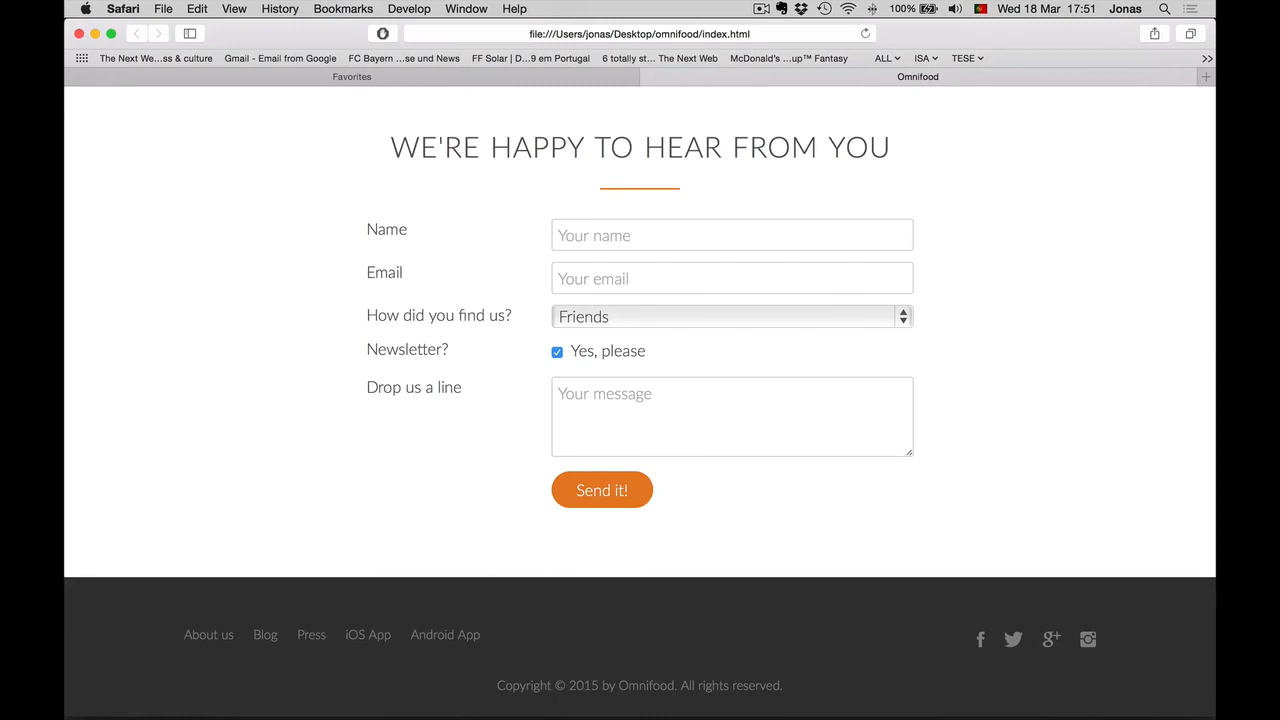 Safari File Edit View History Bookmarks Develop Window Help 100% Wed 18 Mar 17:51 Jonas
file:///Users/jonas/Desktop/omnifood/index.html
The Next We...ss & culture Gmail - Email from Google FC Bayern ...se und News FF Solar | D...9 em Portugal 6 totally st... The Next Web McDonald's ...up™ Fantasy ALL ISA TESE >>
Favorites Omnifood +
WE'RE HAPPY TO HEAR FROM YOU
Name Your name
Email Your email
How did you find us? Friends
Newsletter? Yes, please
Drop us a line Your message
Send it!
About us Blog Press iOS App Android App f g+
Copyright © 2015 by Omnifood. All rights reserved.